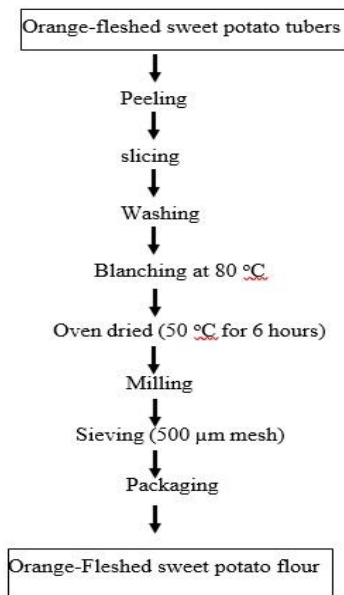 Orange-fleshed sweet potato tubers
Peeling
slicing
Washing
Blanching at 80 °C
Oven dried (50 °C for 6 hours)
Milling
Sieving (500 µm mesh)
Packaging
Orange-Fleshed sweet potato flour